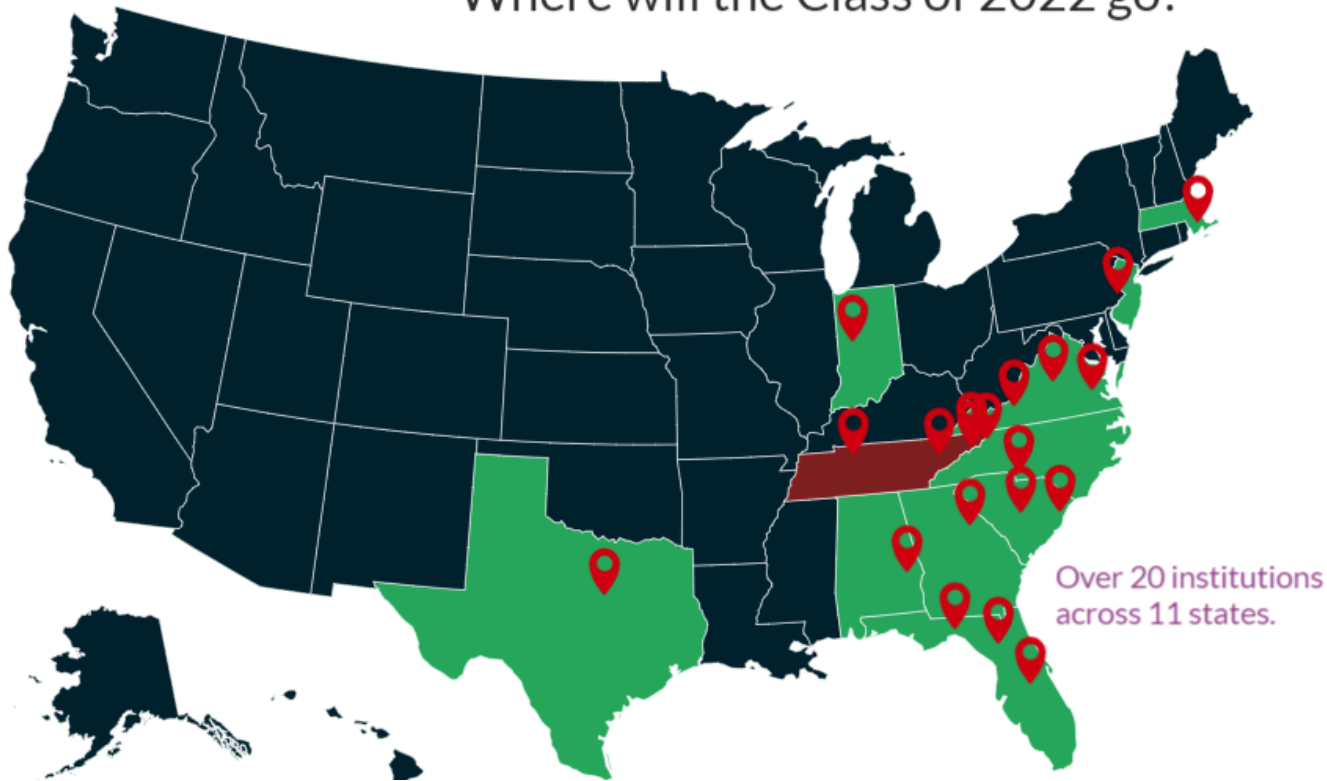 Where will the Class of 2022 go?
Over 20 institutions
across 11 states.